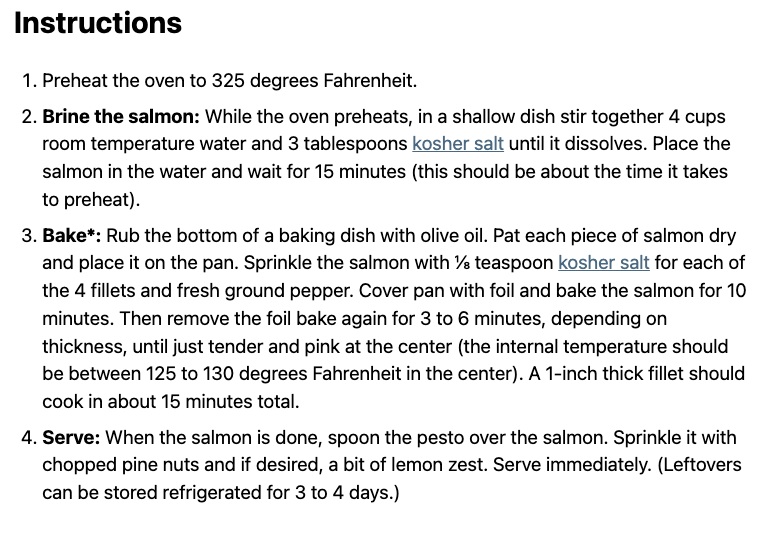 Instructions
1. Preheat the oven to 325 degrees Fahrenheit.
2. Brine the salmon: While the oven preheats, in a shallow dish stir together 4 cups
room temperature water and 3 tablespoons kosher salt until it dissolves. Place the
salmon in the water and wait for 15 minutes (this should be about the time it takes
to preheat).
3. Bake*: Rub the bottom of a baking dish with olive oil. Pat each piece of salmon dry
and place it on the pan. Sprinkle the salmon with ⅛ teaspoon kosher salt for each of
the 4 fillets and fresh ground pepper. Cover pan with foil and bake the salmon for 10
minutes. Then remove the foil bake again for 3 to 6 minutes, depending on
thickness, until just tender and pink at the center (the internal temperature should
be between 125 to 130 degrees Fahrenheit in the center). A 1-inch thick fillet should
cook in about 15 minutes total.
4. Serve: When the salmon is done, spoon the pesto over the salmon. Sprinkle it with
chopped pine nuts and if desired, a bit of lemon zest. Serve immediately. (Leftovers
can be stored refrigerated for 3 to 4 days.)